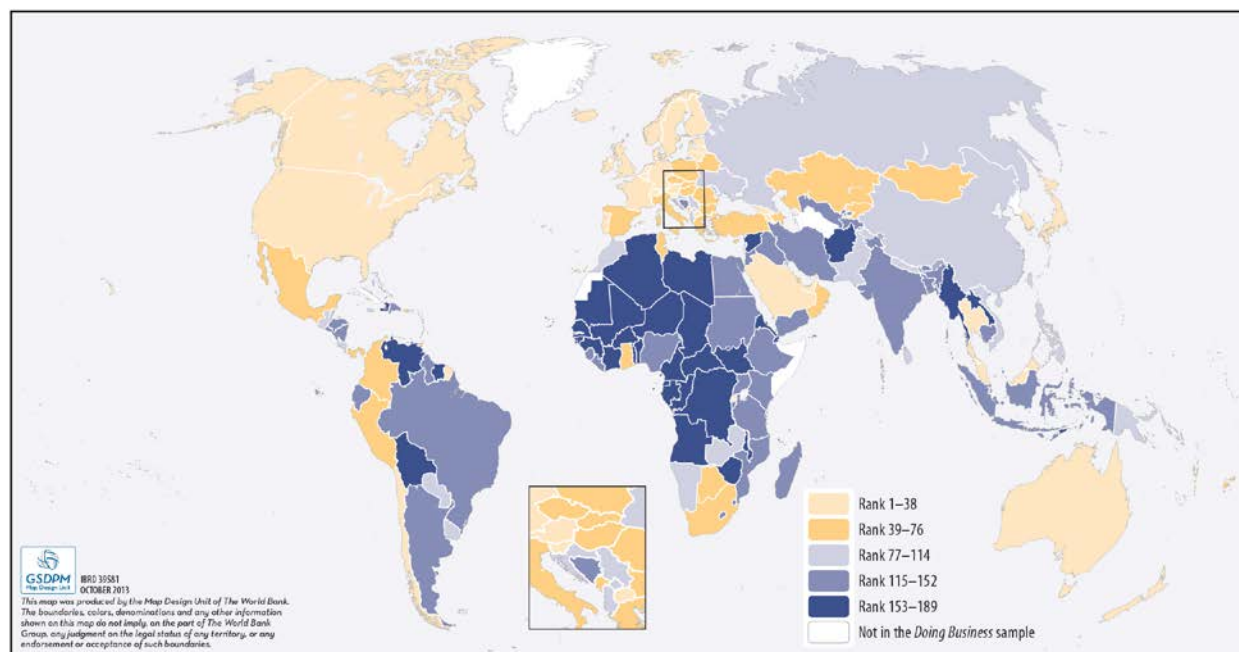 Rank 1–38
Rank 39–76
Rank 77–114
Rank 115–152
Rank 153–189
Not in the Doing Business sample
GSDPM
Map Design Unit
IBRD 39581
OCTOBER 2013
This map was produced by the Map Design Unit of The World Bank.
The boundaries, colors, denominations and any other information
shown on this map do not imply, on the part of The World Bank
Group, any judgment on the legal status of any territory, or any
endorsement or acceptance of such boundaries.